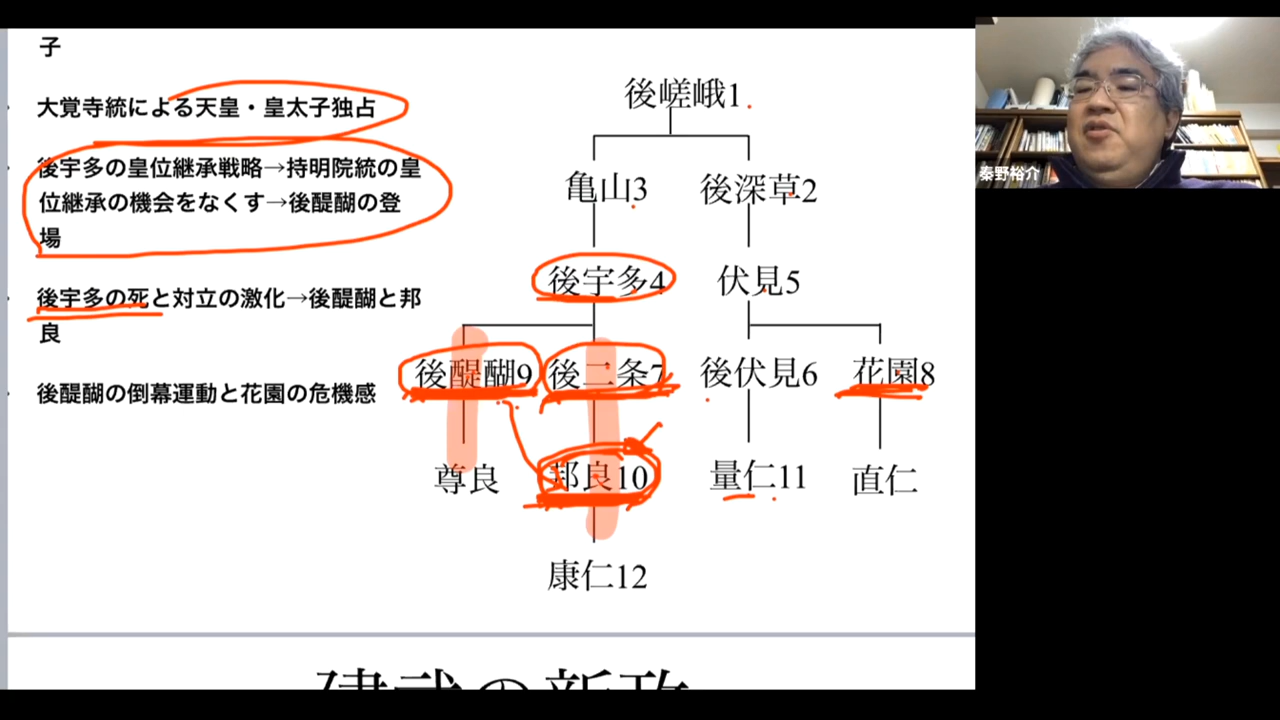 子
大覚寺統による天皇・皇太子独占
後宇多の皇位継承戦略→持明院統の皇
位継承の機会をなくす→後醍醐の登
場
後宇多の死と対立の激化→後醍醐と邦
良
後醍醐の倒幕運動と花園の危機感
後嵯峨1
亀山3 後深草2
後宇多4 伏見5
後醍醐9 後二条7 後伏見6 花園8
尊良 邦良10 量仁11 直仁
康仁12
建武の新政
秦野裕介